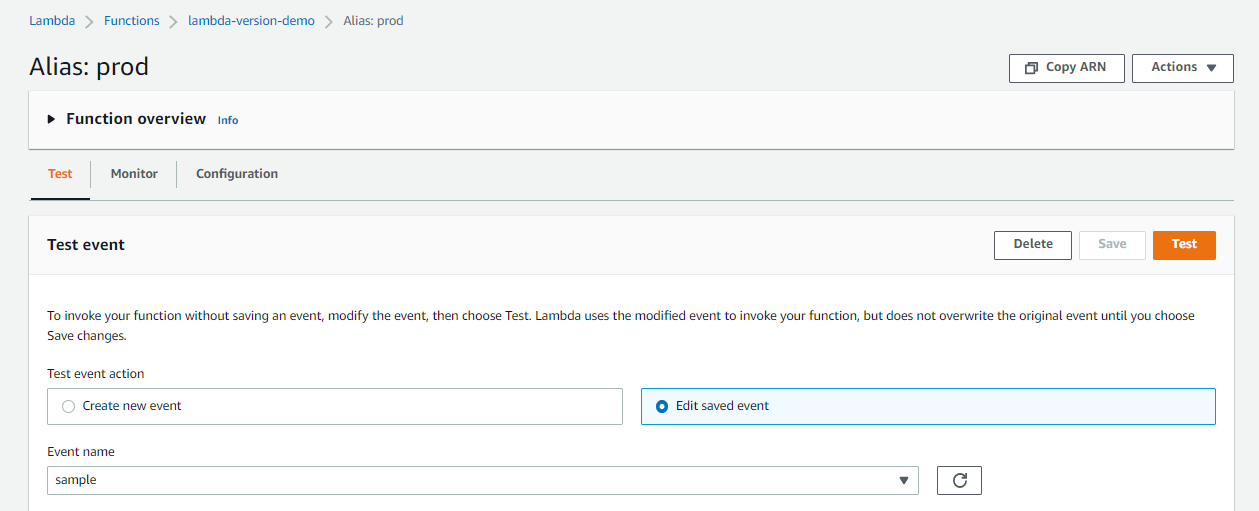 Lambda > Functions > lambda-version-demo > Alias: prod
Alias: prod
Copy ARN
Actions
Function overview Info
Test
Monitor
Configuration
Test event
Delete
Save
Test
To invoke your function without saving an event, modify the event, then choose Test. Lambda uses the modified event to invoke your function, but does not overwrite the original event until you choose
Save changes.
Test event action
Create new event
Edit saved event
Event name
sample